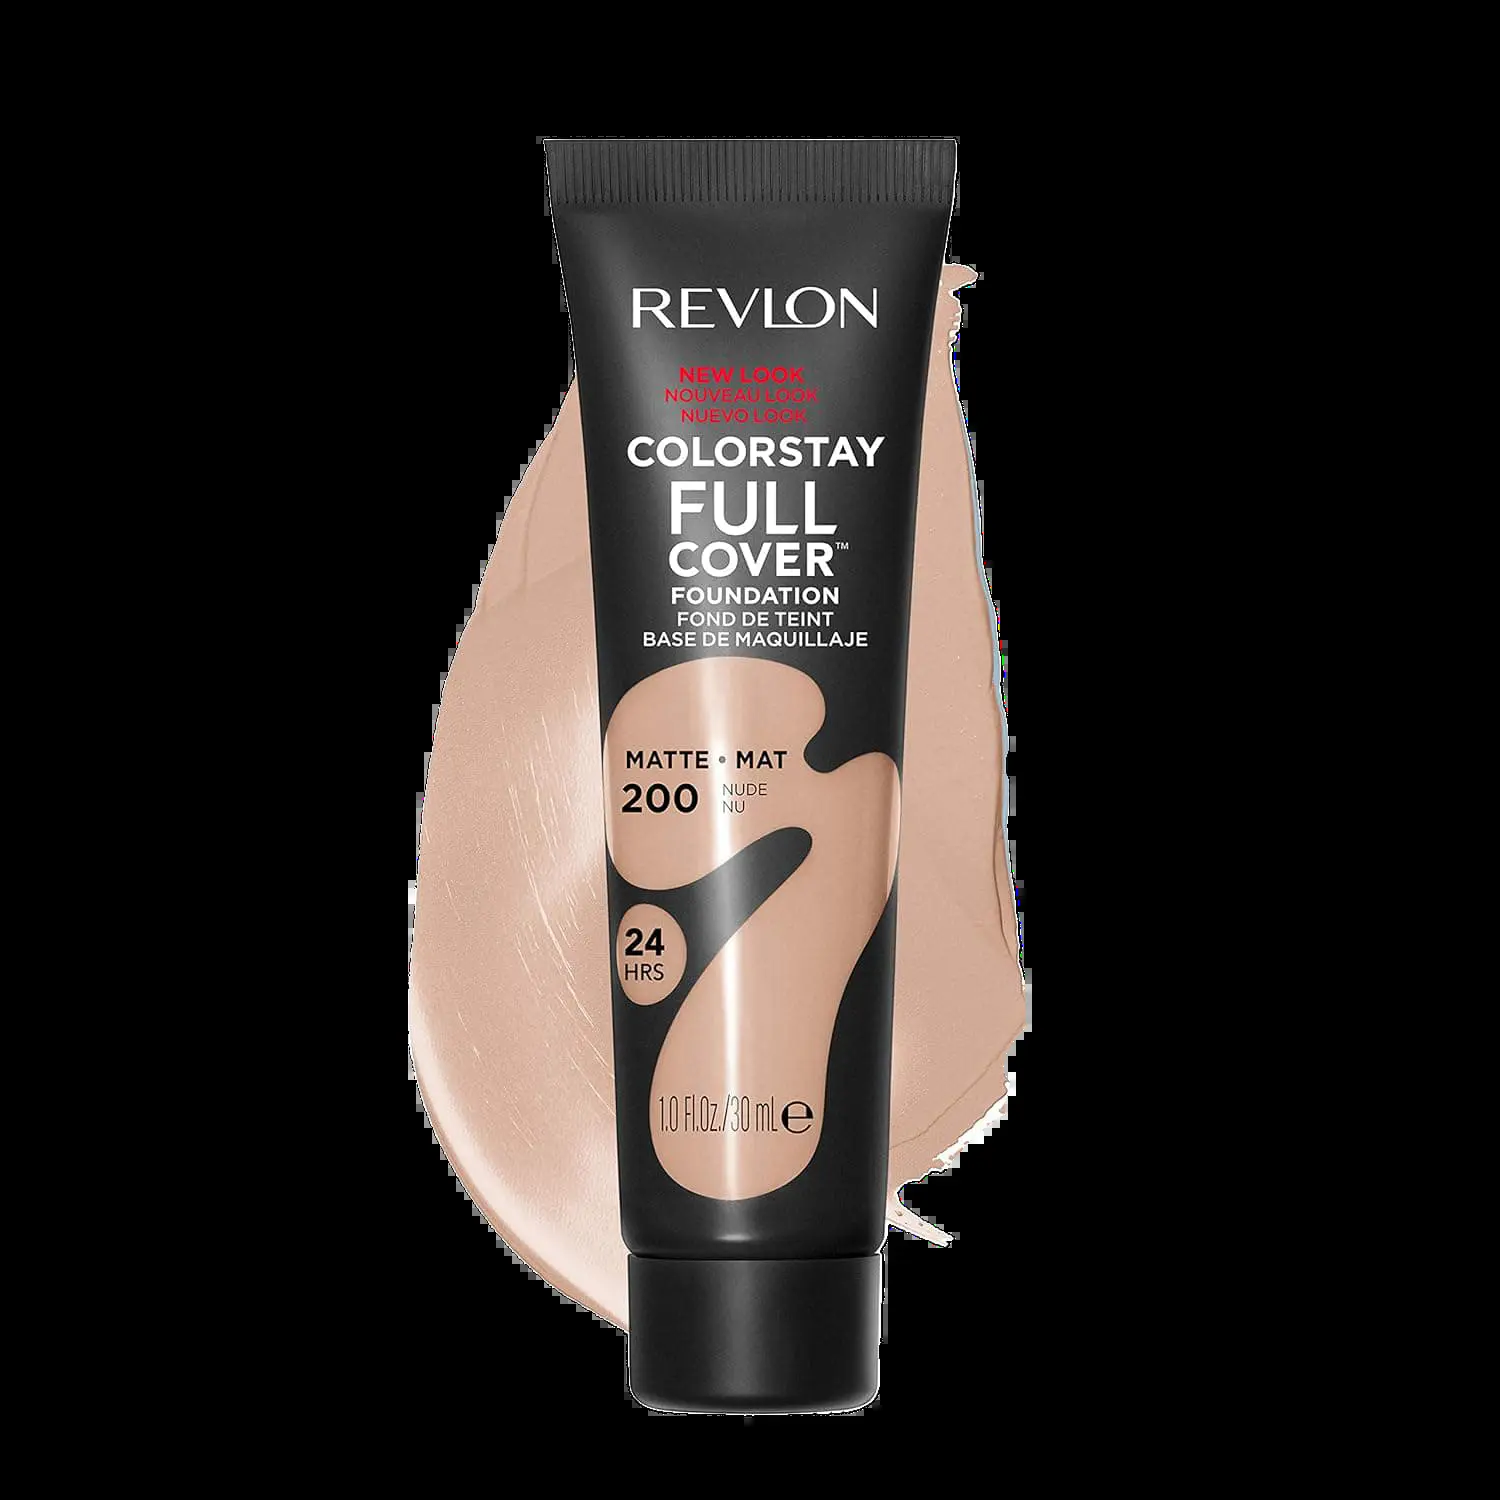 REVLON
NEW LOOK
NOUVEAU LOOK
NUEVO LOOK
COLORSTAY
FULL
COVER™
FOUNDATION
FOND DE TEINT
BASE DE MAQUILLAJE
MATTE • MAT
200 NUDE
NU
24
HRS
1.0 Fl.Oz./30 mL e